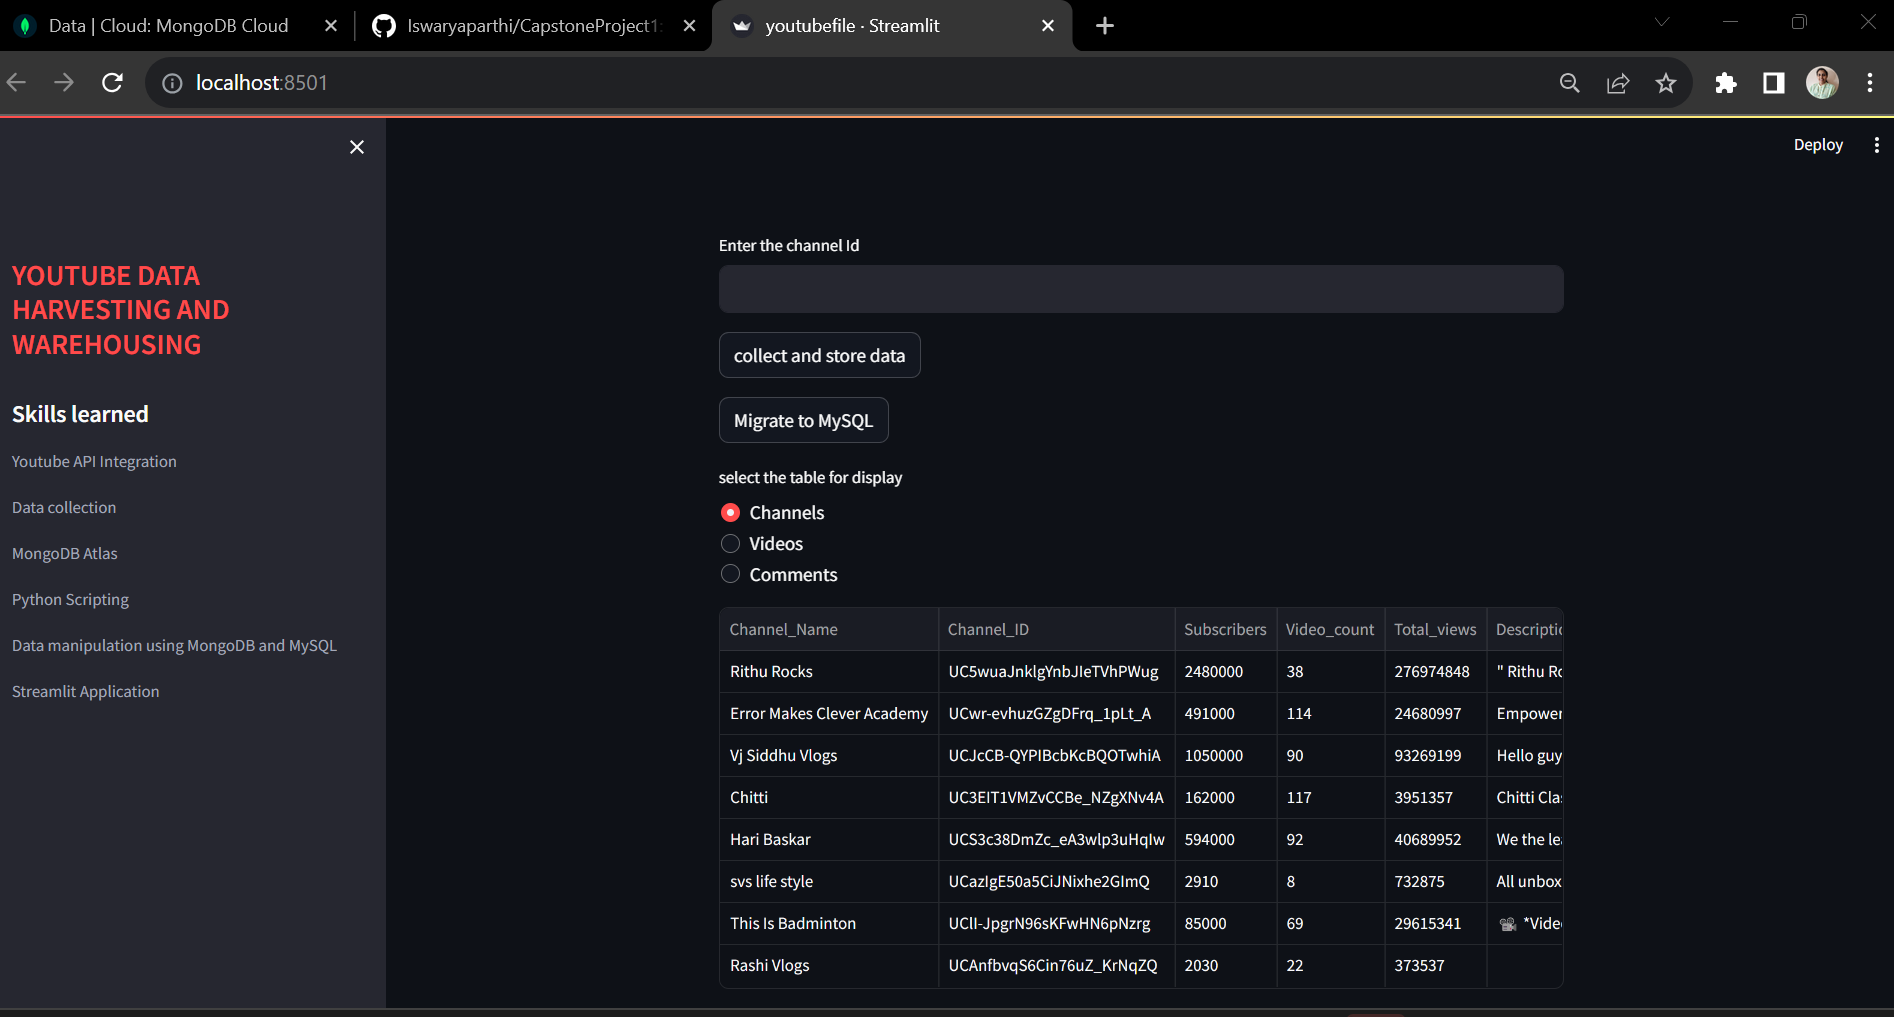 Data | Cloud: MongoDB Cloud
Iswaryaparthi/CapstoneProject1:
youtubefile · Streamlit
localhost:8501
Deploy
YOUTUBE DATA
HARVESTING AND
WAREHOUSING
Skills learned
Youtube API Integration
Data collection
MongoDB Atlas
Python Scripting
Data manipulation using MongoDB and MySQL
Streamlit Application
Enter the channel Id
collect and store data
Migrate to MySQL
select the table for display
Channels
Videos
Comments
Channel_Name Channel_ID Subscribers Video_count Total_views Descriptio
Rithu Rocks UC5wuaJnklgYnbJIeTVhPWug 2480000 38 276974848 " Rithu Ro
Error Makes Clever Academy UCwr-evhuzGZgDFrq_1pLt_A 491000 114 24680997 Empower
Vj Siddhu Vlogs UCJcCB-QYPIBcbKcBQOTwhiA 1050000 90 93269199 Hello guy
Chitti UC3EIT1VMZvCCBe_NZgXNv4A 162000 117 3951357 Chitti Clas
Hari Baskar UCS3c38DmZc_eA3wlp3uHqIw 594000 92 40689952 We the lea
svs life style UCazIgE50a5CiJNixhe2GImQ 2910 8 732875 All unbox
This Is Badminton UClI-JpgrN96sKFwHN6pNzrg 85000 69 29615341 📽 *Vide
Rashi Vlogs UCAnfbvqS6Cin76uZ_KrNqZQ 2030 22 373537